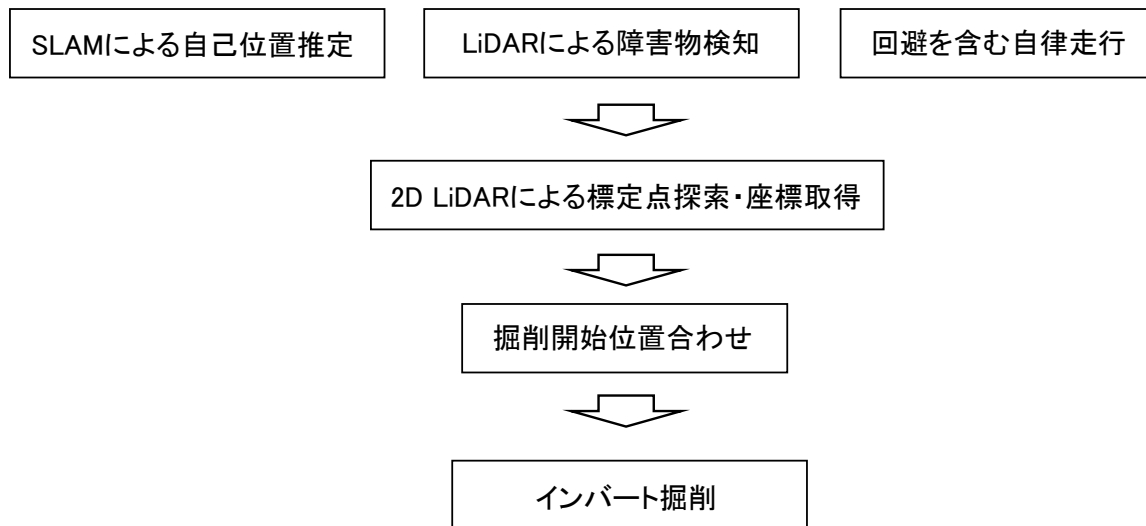 SLAMによる自己位置推定
LiDARによる障害物検知
回避を含む自律走行
2D LiDARによる標定点探索・座標取得
掘削開始位置合わせ
インバート掘削